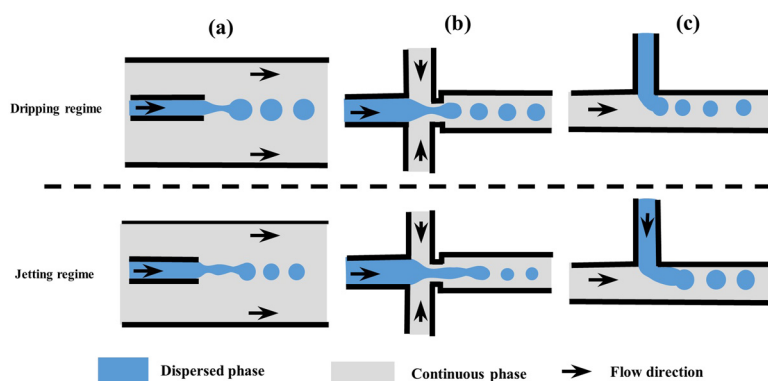 (a) (b) (c)
Dripping regime
Jetting regime
Dispersed phase Continuous phase Flow direction